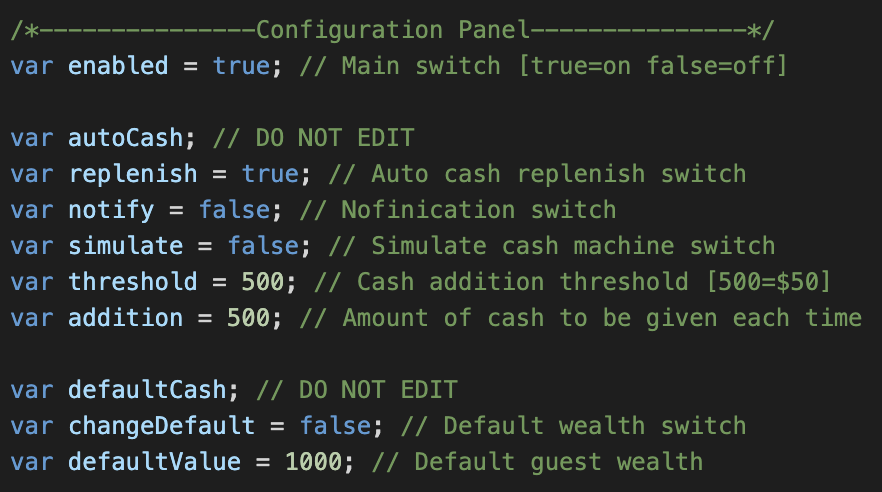 /*---------------Configuration Panel---------------*/
var enabled = true; // Main switch [true=on false=off]
var autoCash; // DO NOT EDIT
var replenish = true; // Auto cash replenish switch
var notify = false; // Nofinication switch
var simulate = false; // Simulate cash machine switch
var threshold = 500; // Cash addition threshold [500=$50]
var addition = 500; // Amount of cash to be given each time
var defaultCash; // DO NOT EDIT
var changeDefault = false; // Default wealth switch
var defaultValue = 1000; // Default guest wealth